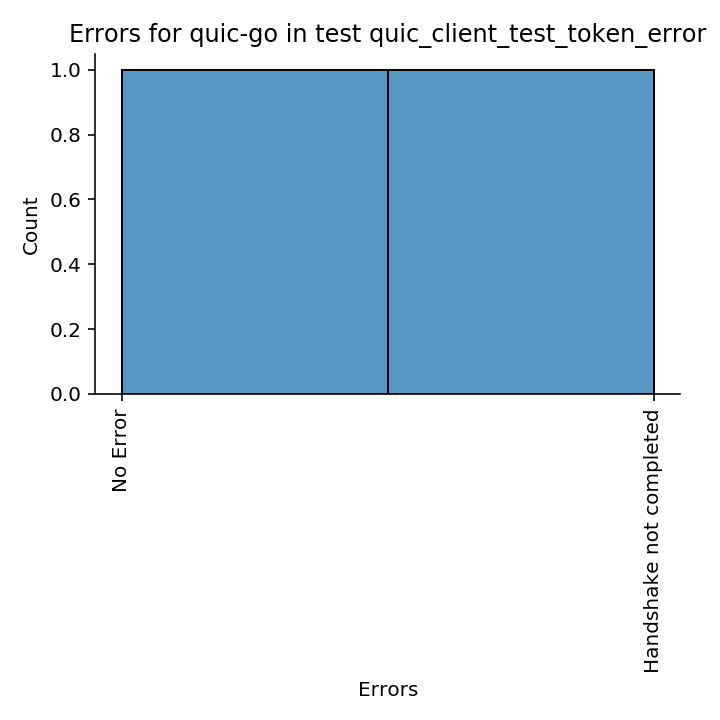 Errors for quic-go in test quic_client_test_token_error
1.0
0.8
0.6
0.4
0.2
0.0
Count
No Error
Handshake not completed
Errors